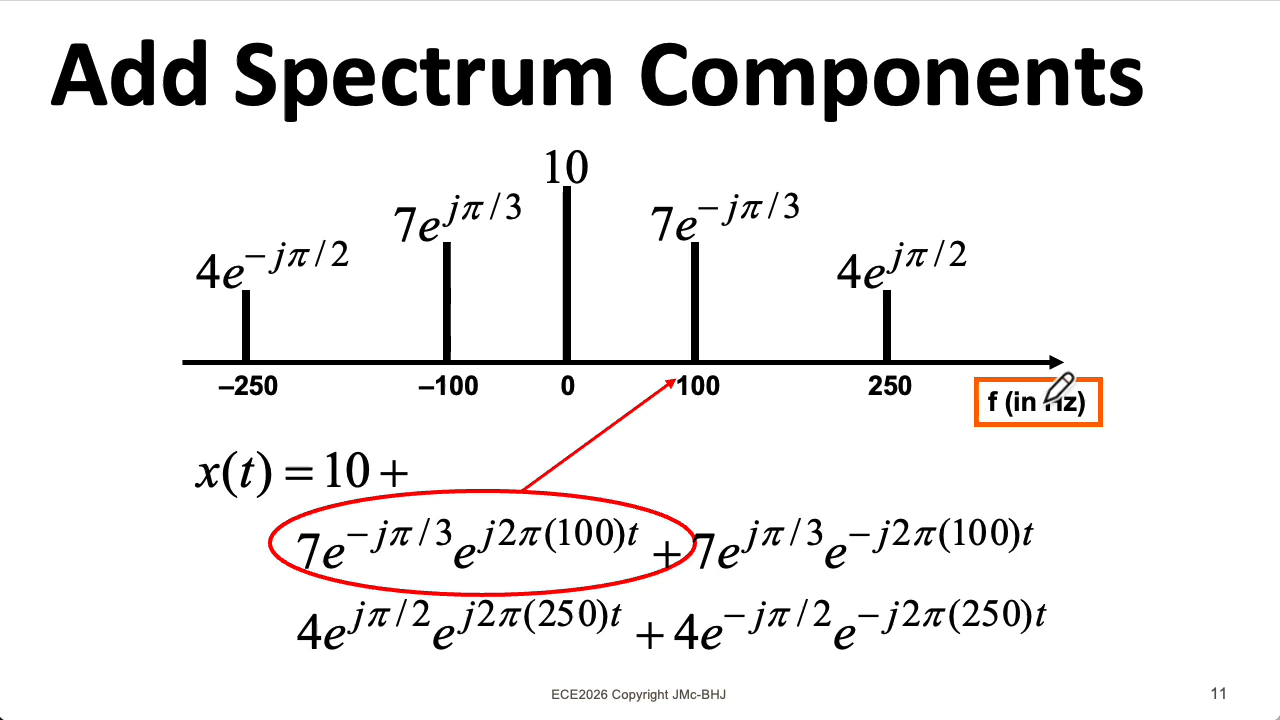 Add Spectrum Components
10
7e^{jπ/3} 7e^{−jπ/3}
4e^{−jπ/2} 4e^{jπ/2}
–250 –100 0 100 250
f (in Hz)
x(t) = 10 +
7e^{−jπ/3}e^{j2π(100)t} + 7e^{jπ/3}e^{−j2π(100)t}
4e^{jπ/2}e^{j2π(250)t} + 4e^{−jπ/2}e^{−j2π(250)t}
ECE2026 Copyright JMc-BHJ
11